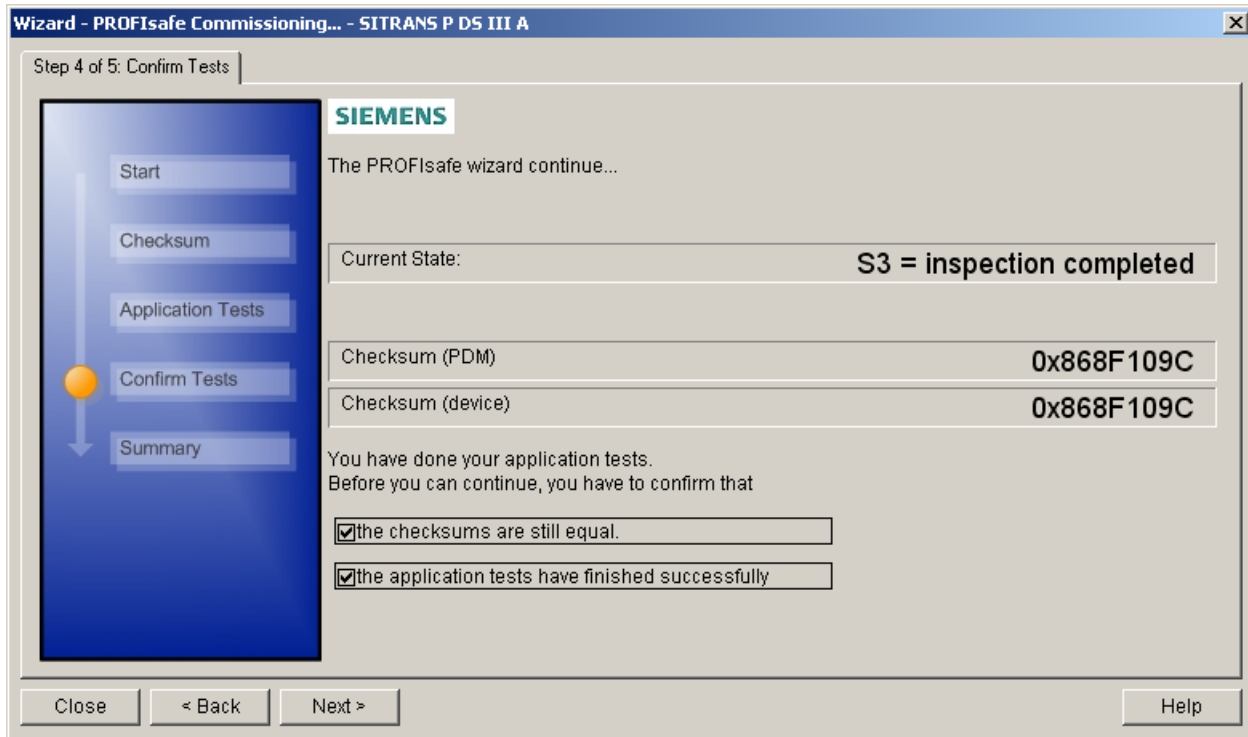 Wizard - PROFIsafe Commissioning... - SITRANS P DS III A
Step 4 of 5: Confirm Tests
Start
Checksum
Application Tests
Confirm Tests
Summary
SIEMENS
The PROFIsafe wizard continue...
Current State: S3 = inspection completed
Checksum (PDM) 0x868F109C
Checksum (device) 0x868F109C
You have done your application tests.
Before you can continue, you have to confirm that
the checksums are still equal.
the application tests have finished successfully
Close < Back Next > Help